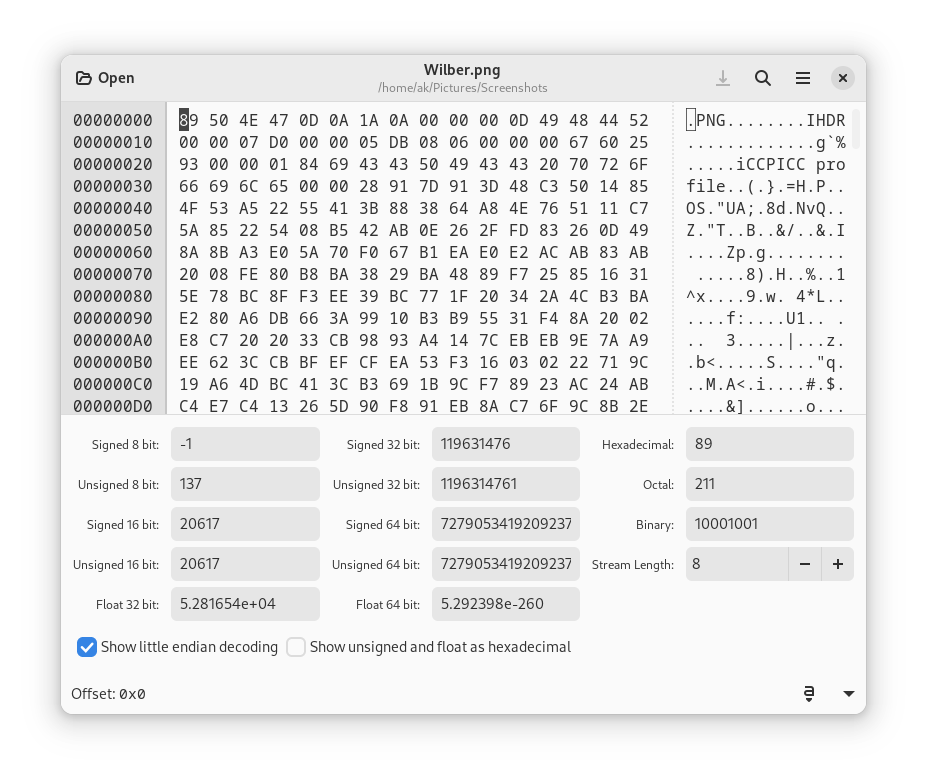 Open
Wilber.png
/home/ak/Pictures/Screenshots
00000000 89 50 4E 47 0D 0A 1A 0A 00 00 00 0D 49 48 44 52 .PNG........IHDR
00000010 00 00 07 D0 00 00 05 DB 08 06 00 00 00 67 60 25 .............g`%
00000020 93 00 00 01 84 69 43 43 50 49 43 43 20 70 72 6F .....iCCPICC pro
00000030 66 69 6C 65 00 00 28 91 7D 91 3D 48 C3 50 14 85 file..(.}.=H.P..
00000040 4F 53 A5 22 55 41 3B 88 38 64 A8 4E 76 51 11 C7 OS."UA;.8d.NvQ..
00000050 5A 85 22 54 08 B5 42 AB 0E 26 2F FD 83 26 0D 49 Z."T..B..&/..&.I
00000060 8A 8B A3 E0 5A 70 F0 67 B1 EA E0 E2 AC AB 83 AB ....Zp.g........
00000070 20 08 FE 80 B8 BA 38 29 BA 48 89 F7 25 85 16 31 .....8).H..%..1
00000080 5E 78 BC 8F F3 EE 39 BC 77 1F 20 34 2A 4C B3 BA ^x....9.w. 4*L..
00000090 E2 80 A6 DB 66 3A 99 10 B3 B9 55 31 F4 8A 20 02 ....f:....U1.. .
000000A0 E8 C7 20 20 33 CB 98 93 A4 14 7C EB EB 9E 7A A9 ..  3.....|...z.
000000B0 EE 62 3C CB BF EF CF EA 53 F3 16 03 02 22 71 9C .b<.....S...."q.
000000C0 19 A6 4D BC 41 3C B3 69 1B 9C F7 89 23 AC 24 AB ..M.A<.i....#.$.
000000D0 C4 E7 C4 13 26 5D 90 F8 91 EB 8A C7 6F 9C 8B 2E ....&]......o...
Signed 8 bit: -1 Signed 32 bit: 119631476 Hexadecimal: 89
Unsigned 8 bit: 137 Unsigned 32 bit: 1196314761 Octal: 211
Signed 16 bit: 20617 Signed 64 bit: 7279053419209237 Binary: 10001001
Unsigned 16 bit: 20617 Unsigned 64 bit: 7279053419209237 Stream Length: 8
Float 32 bit: 5.281654e+04 Float 64 bit: 5.292398e-260
Show little endian decoding Show unsigned and float as hexadecimal
Offset: 0x0